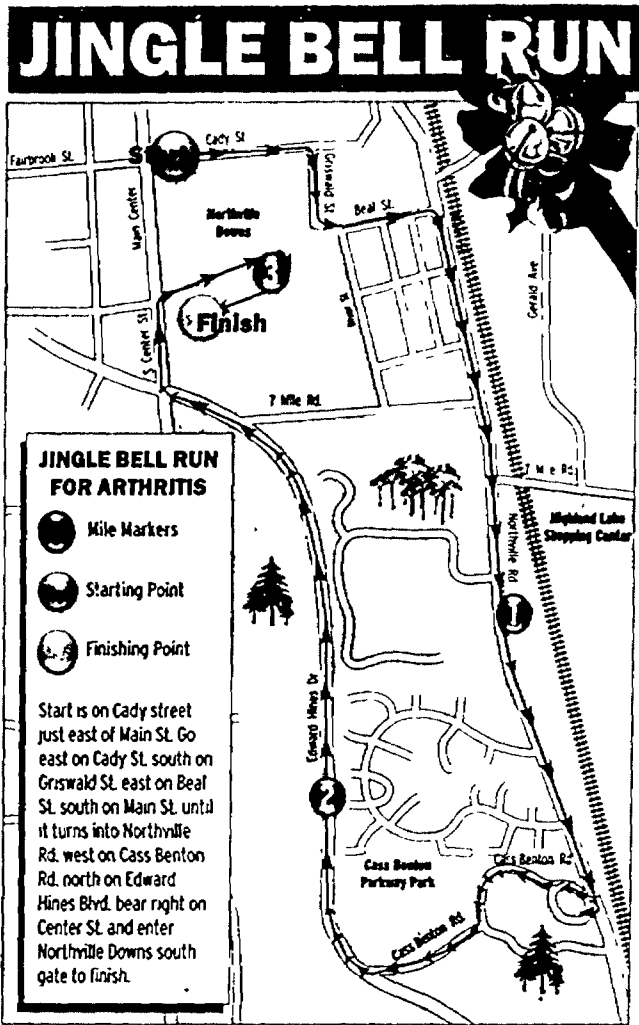 JINGLE BELL RUN
Cady St.
Fairbrook St.
Griswald St
Beal St.
Main Center
Northville
Downs
3
Finish
S Center St.
Beal St
Gerald Ave
7 Mile Rd.
7 Mile Rd
Highland Lake
Shopping Center
Northville Rd
1
JINGLE BELL RUN
FOR ARTHRITIS
Mile Markers
Starting Point
Finishing Point
Start is on Cady street
just east of Main St. Go
east on Cady St. south on
Griswald St. east on Beal
St. south on Main St. until
it turns into Northville
Rd. west on Cass Benton
Rd. north on Edward
Hines Blvd. bear right on
Center St. and enter
Northville Downs south
gate to finish.
Edward Hines Dr
2
Cass Benton
Parkway Park
Cass Benton Rd
Cass Benton Rd.